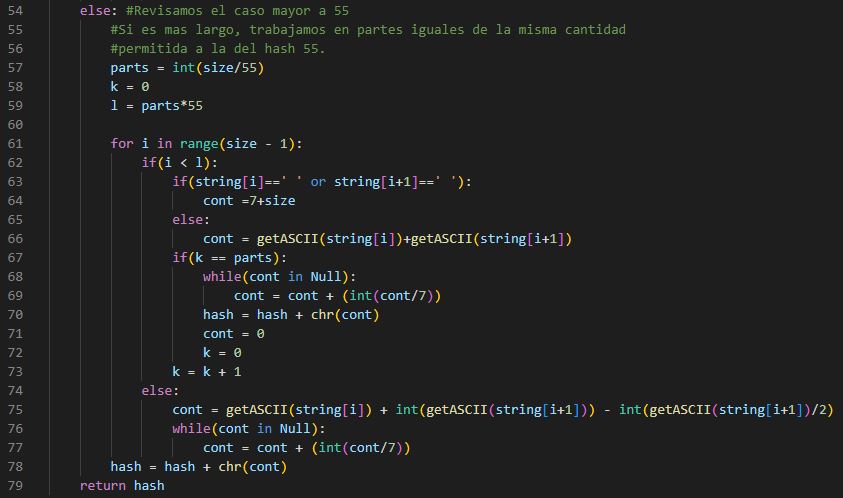 54 else: #Revisamos el caso mayor a 55
55 #Si es mas largo, trabajamos en partes iguales de la misma cantidad
56 #permitida a la del hash 55.
57 parts = int(size/55)
58 k = 0
59 l = parts*55
60
61 for i in range(size - 1):
62 if(i < l):
63 if(string[i]==' ' or string[i+1]==' '):
64 cont =7+size
65 else:
66 cont = getASCII(string[i])+getASCII(string[i+1])
67 if(k == parts):
68 while(cont in Null):
69 cont = cont + (int(cont/7))
70 hash = hash + chr(cont)
71 cont = 0
72 k = 0
73 k = k + 1
74 else:
75 cont = getASCII(string[i]) + int(getASCII(string[i+1])) - int(getASCII(string[i+1])/2)
76 while(cont in Null):
77 cont = cont + (int(cont/7))
78 hash = hash + chr(cont)
79 return hash